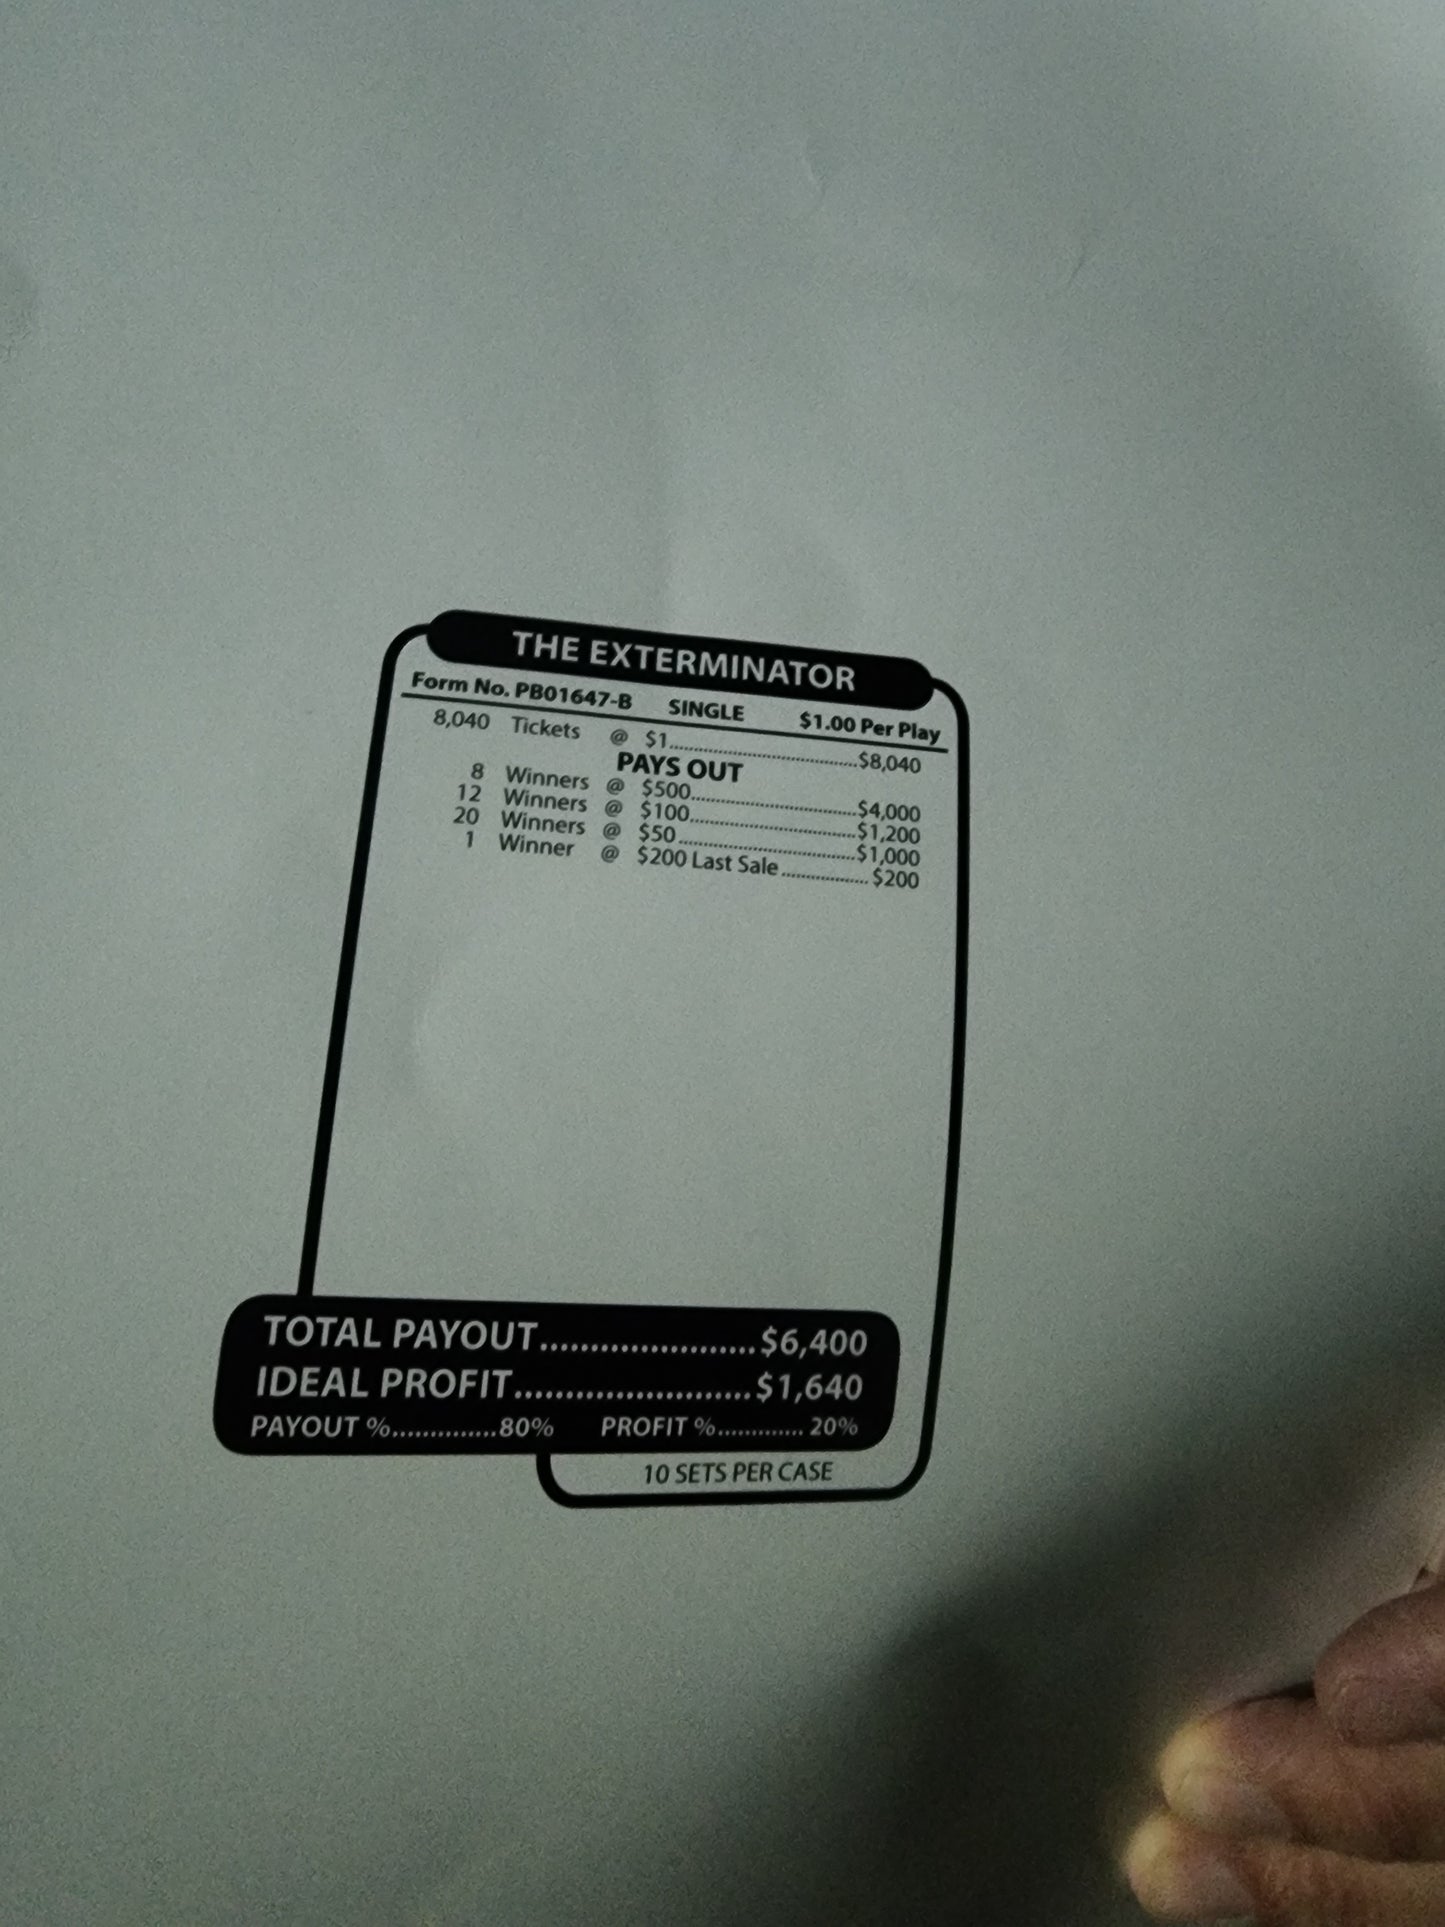 THE EXTERMINATOR
Form No. PB01647-B SINGLE $1.00 Per Play
8,040 Tickets @ $1........................................$8,040
PAYS OUT
8 Winners @ $500...................................$4,000
12 Winners @ $100...................................$1,200
20 Winners @ $50.....................................$1,000
1 Winner @ $200 Last Sale.................. $200
TOTAL PAYOUT......................$6,400
IDEAL PROFIT........................$1,640
PAYOUT %..............80% PROFIT %............. 20%
10 SETS PER CASE